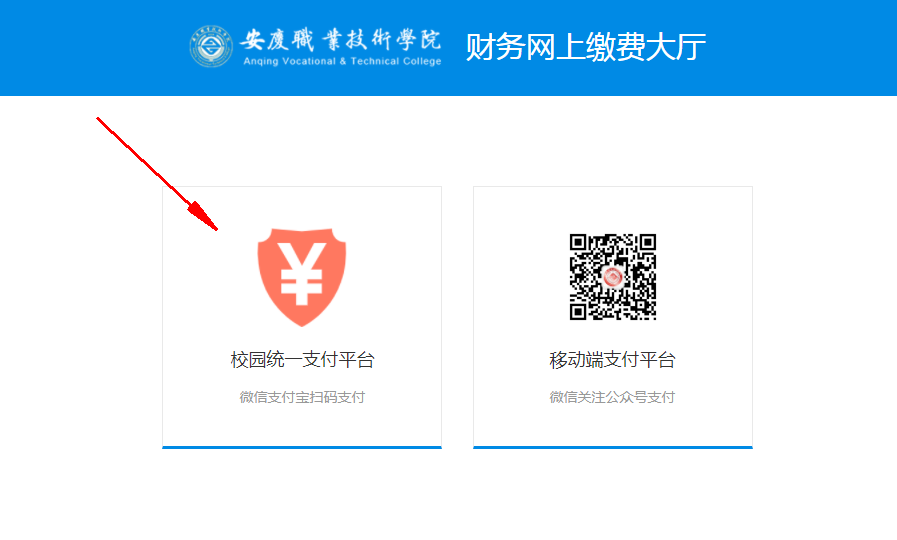 安慶職業技術學院
Anqing Vocational & Technical College
财务网上缴费大厅
校园统一支付平台
微信支付宝扫码支付
移动端支付平台
微信关注公众号支付